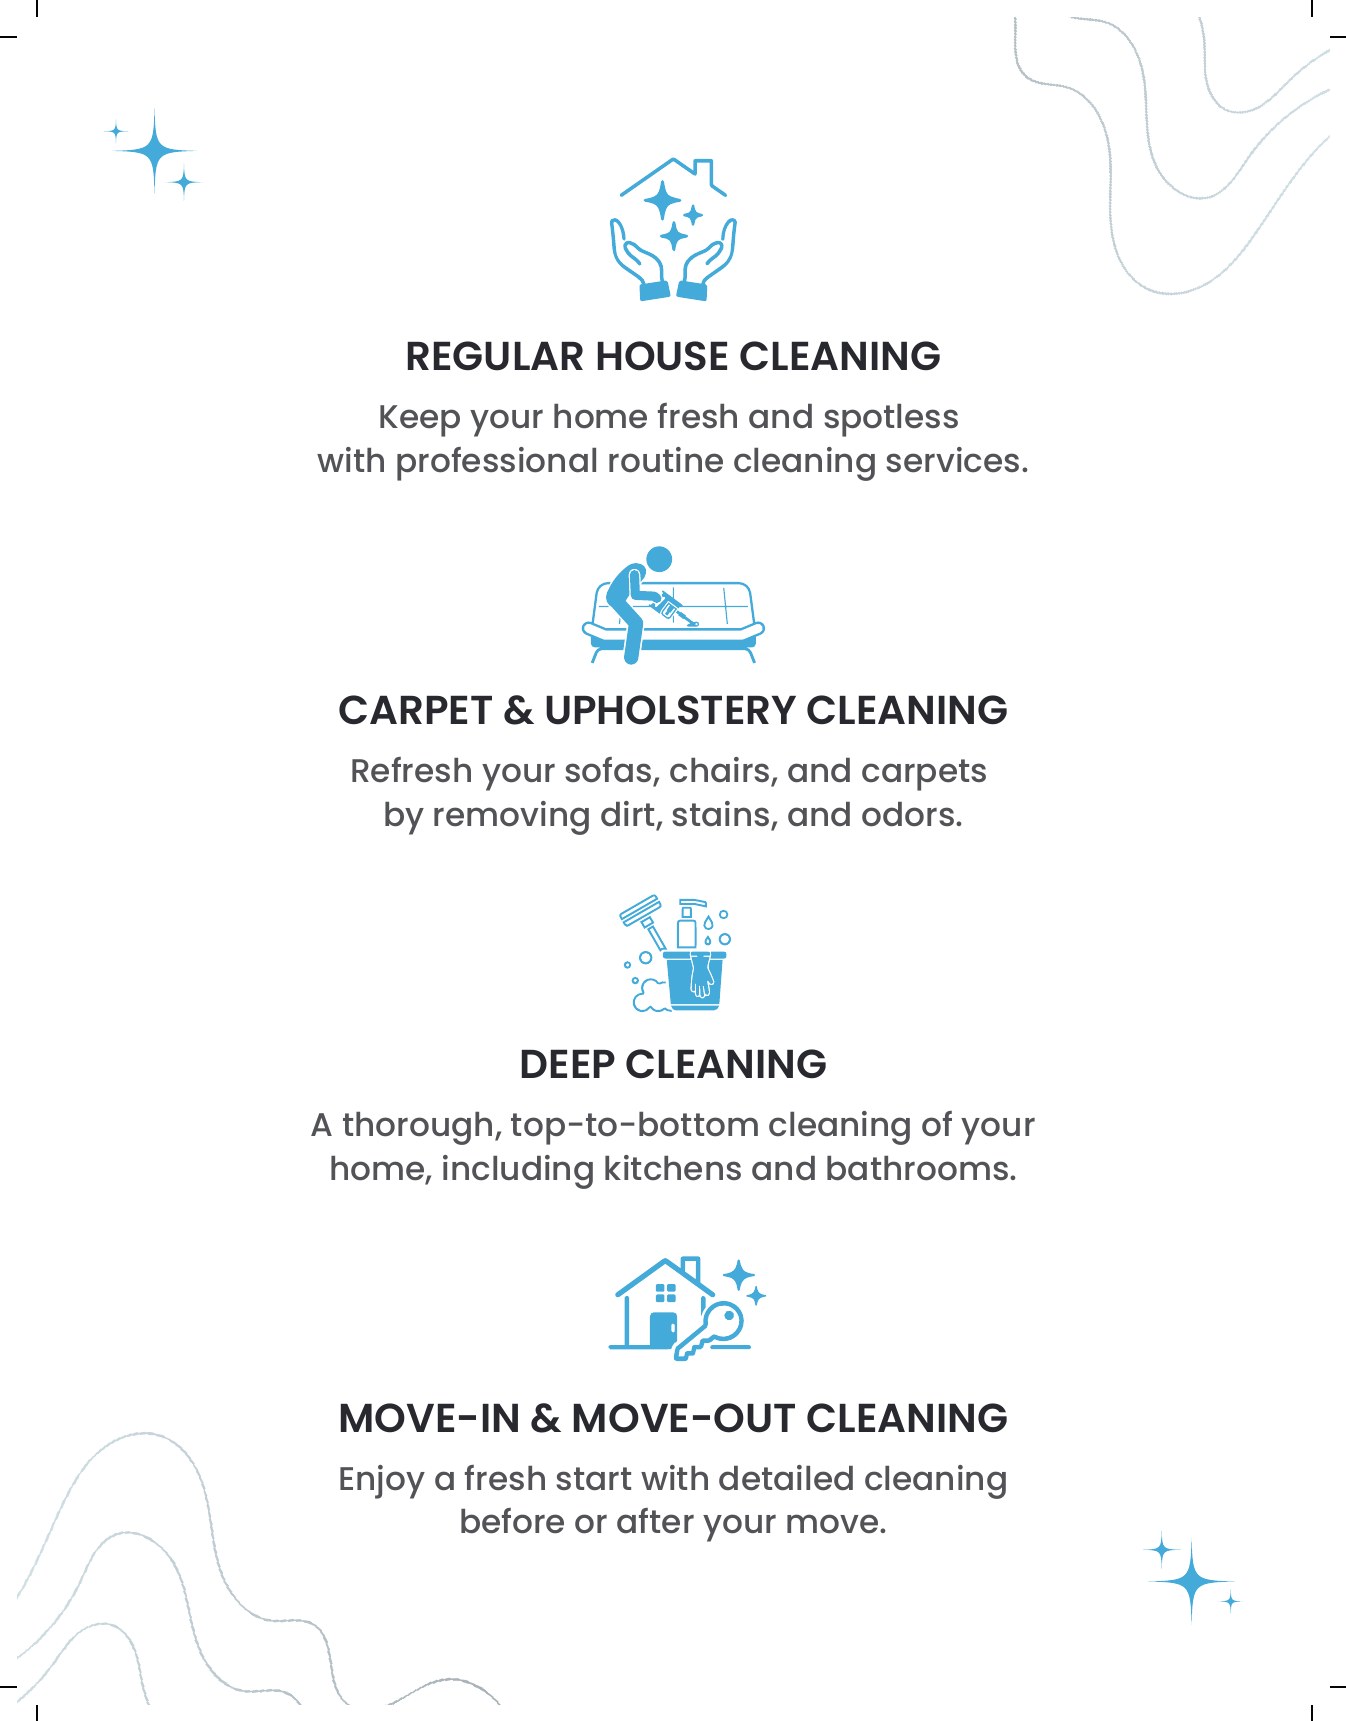 REGULAR HOUSE CLEANING
Keep your home fresh and spotless
with professional routine cleaning services.
CARPET & UPHOLSTERY CLEANING
Refresh your sofas, chairs, and carpets
by removing dirt, stains, and odors.
DEEP CLEANING
A thorough, top-to-bottom cleaning of your
home, including kitchens and bathrooms.
MOVE-IN & MOVE-OUT CLEANING
Enjoy a fresh start with detailed cleaning
before or after your move.